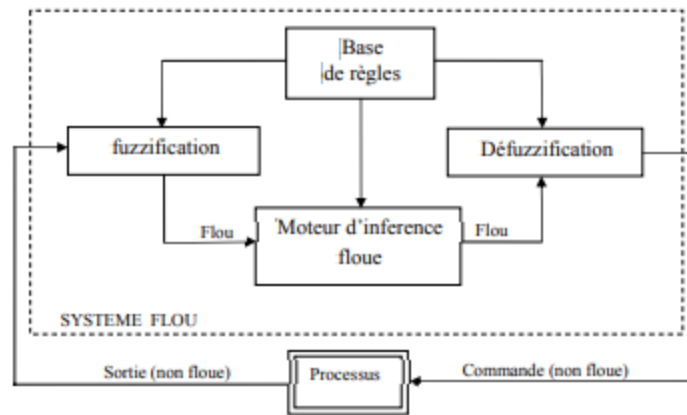 Base
de règles
fuzzification
Défuzzification
Flou
Moteur d'inference
floue
Flou
SYSTEME FLOU
Sortie (non floue)
Processus
Commande (non floue)